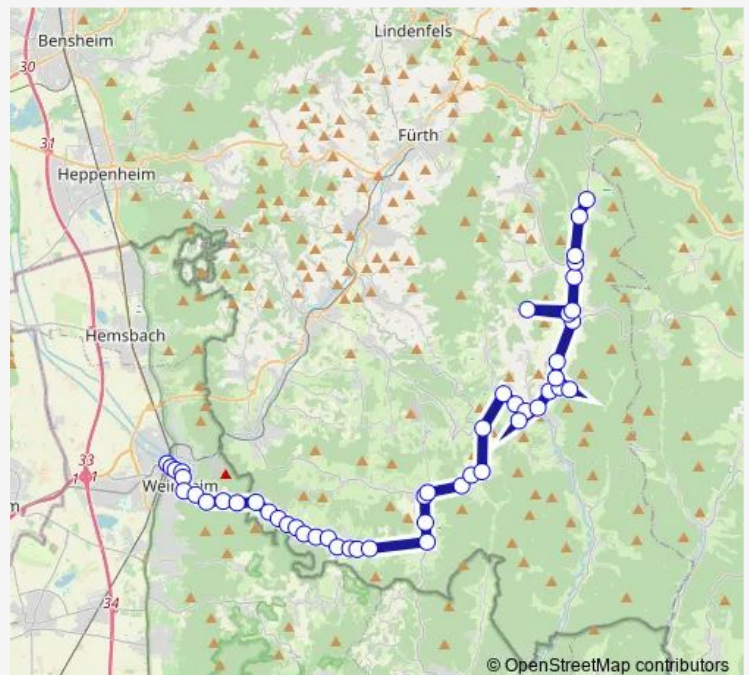 Lindenfels
Bensheim
30
Fürth
31
Heppenheim
Hemsbach
33
Weinheim
34
© OpenStreetMap contributors